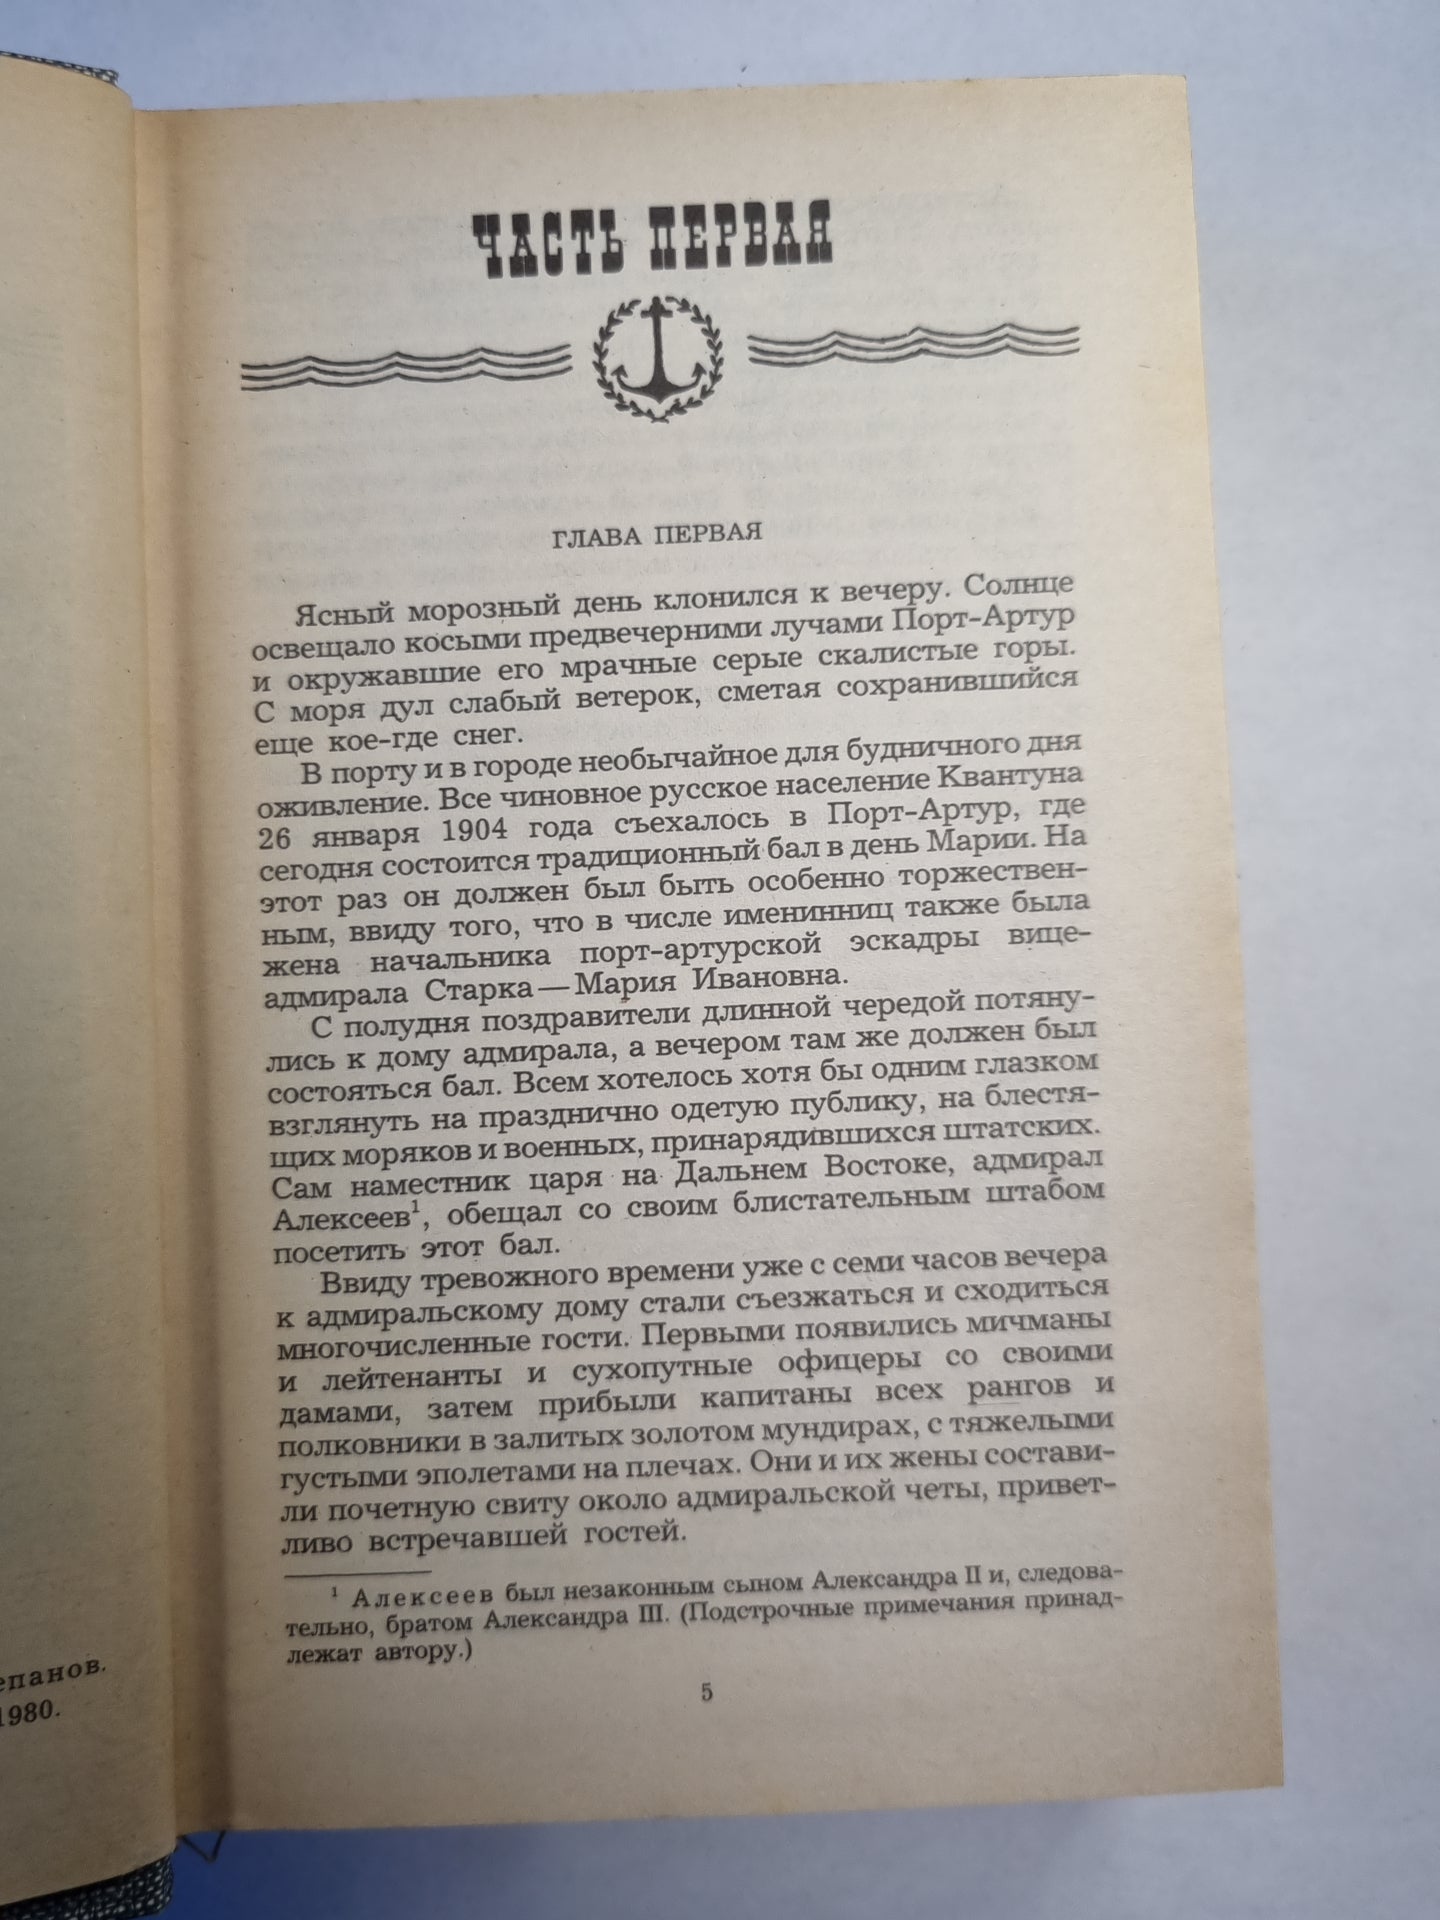 ЧАСТЬ ПЕРВАЯ
ГЛАВА ПЕРВАЯ
Ясный морозный день клонился к вечеру. Солнце
освещало косыми предвечерними лучами Порт-Артур
и окружавшие его мрачные серые скалистые горы.
С моря дул слабый ветерок, сметая сохранившийся
еще кое-где снег.
В порту и в городе необычайное для будничного дня
оживление. Все чиновное русское население Квантуна
26 января 1904 года съехалось в Порт-Артур, где
сегодня состоится традиционный бал в день Марии. На
этот раз он должен был быть особенно торжествен-
ным, ввиду того, что в числе именинниц также была
жена начальника порт-артурской эскадры вице-
адмирала Старка — Мария Ивановна.
С полудня поздравители длинной чередой потяну-
лись к дому адмирала, а вечером там же должен был
состояться бал. Всем хотелось хотя бы одним глазком
взглянуть на празднично одетую публику, на блестя-
щих моряков и военных, принарядившихся штатских.
Сам наместник царя на Дальнем Востоке, адмирал
Алексеев¹, обещал со своим блистательным штабом
посетить этот бал.
Ввиду тревожного времени уже с семи часов вечера
к адмиральскому дому стали съезжаться и сходиться
многочисленные гости. Первыми появились мичманы
и лейтенанты и сухопутные офицеры со своими
дамами, затем прибыли капитаны всех рангов и
полковники в залитых золотом мундирах, с тяжелыми
густыми эполетами на плечах. Они и их жены состави-
ли почетную свиту около адмиральской четы, привет-
ливо встречавшей гостей.
¹ Алексеев был незаконным сыном Александра II и, следова-
тельно, братом Александра III. (Подстрочные примечания принад-
лежат автору.)
5
епанов.
1980.